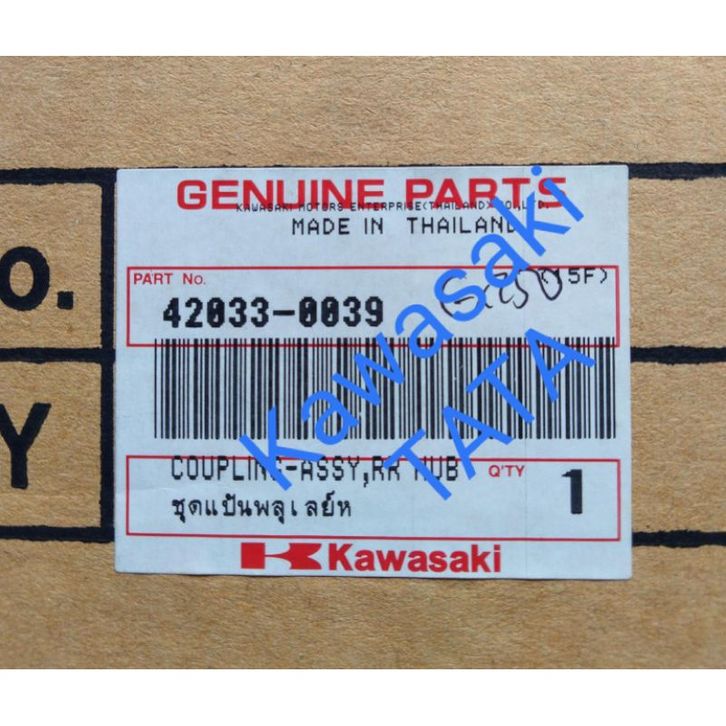 GENUINE PARTS
KAWASAKI MOTORS ENTERPRISE(THAILAND) CO.,LTD.
MADE IN THAILAND
PART No.
42033-0039
5F)
COUPLING-ASSY,RR HUB
Q'TY 1
ชุดแป้นพลุเลย์ห
Kawasaki
o.
Y
Kawasaki
TATA